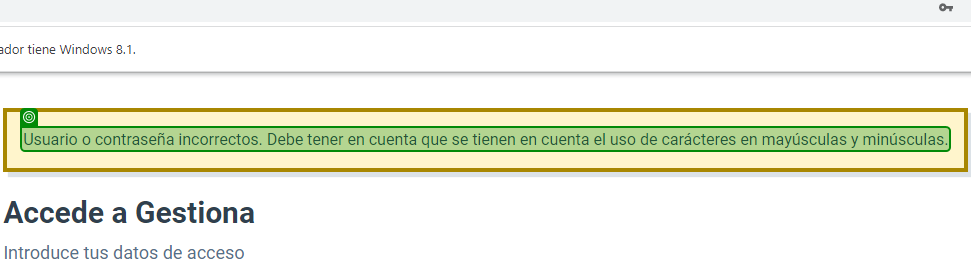 ador tiene Windows 8.1.
Usuario o contraseña incorrectos. Debe tener en cuenta que se tienen en cuenta el uso de carácteres en mayúsculas y minúsculas.
Accede a Gestiona
Introduce tus datos de acceso